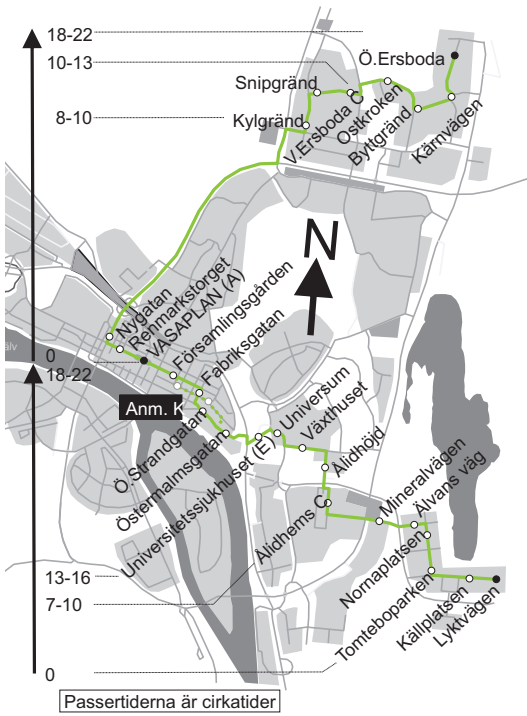 18-22
10-13
8-10
Ö.Ersboda
Snipgränd
Kylgränd
V.Ersboda C
Ostkroken
Byttgränd
Kärnvägen
N
Nygatan
Renmarkstorget
VASAPLAN (A)
Församlingsgården
Fabriksgatan
0
18-22
älv
Anm. K
Ö.Strandgatan
Östermalmsgatan
Universitetssjukhuset (E)
Universum
Växthuset
Ålidhöjd
Ålidhems C
Mineralvägen
Älvans väg
Nornaplatsen
Tomteboparken
Källplatsen
Lyktvägen
13-16
7-10
0
Passertiderna är cirkatider